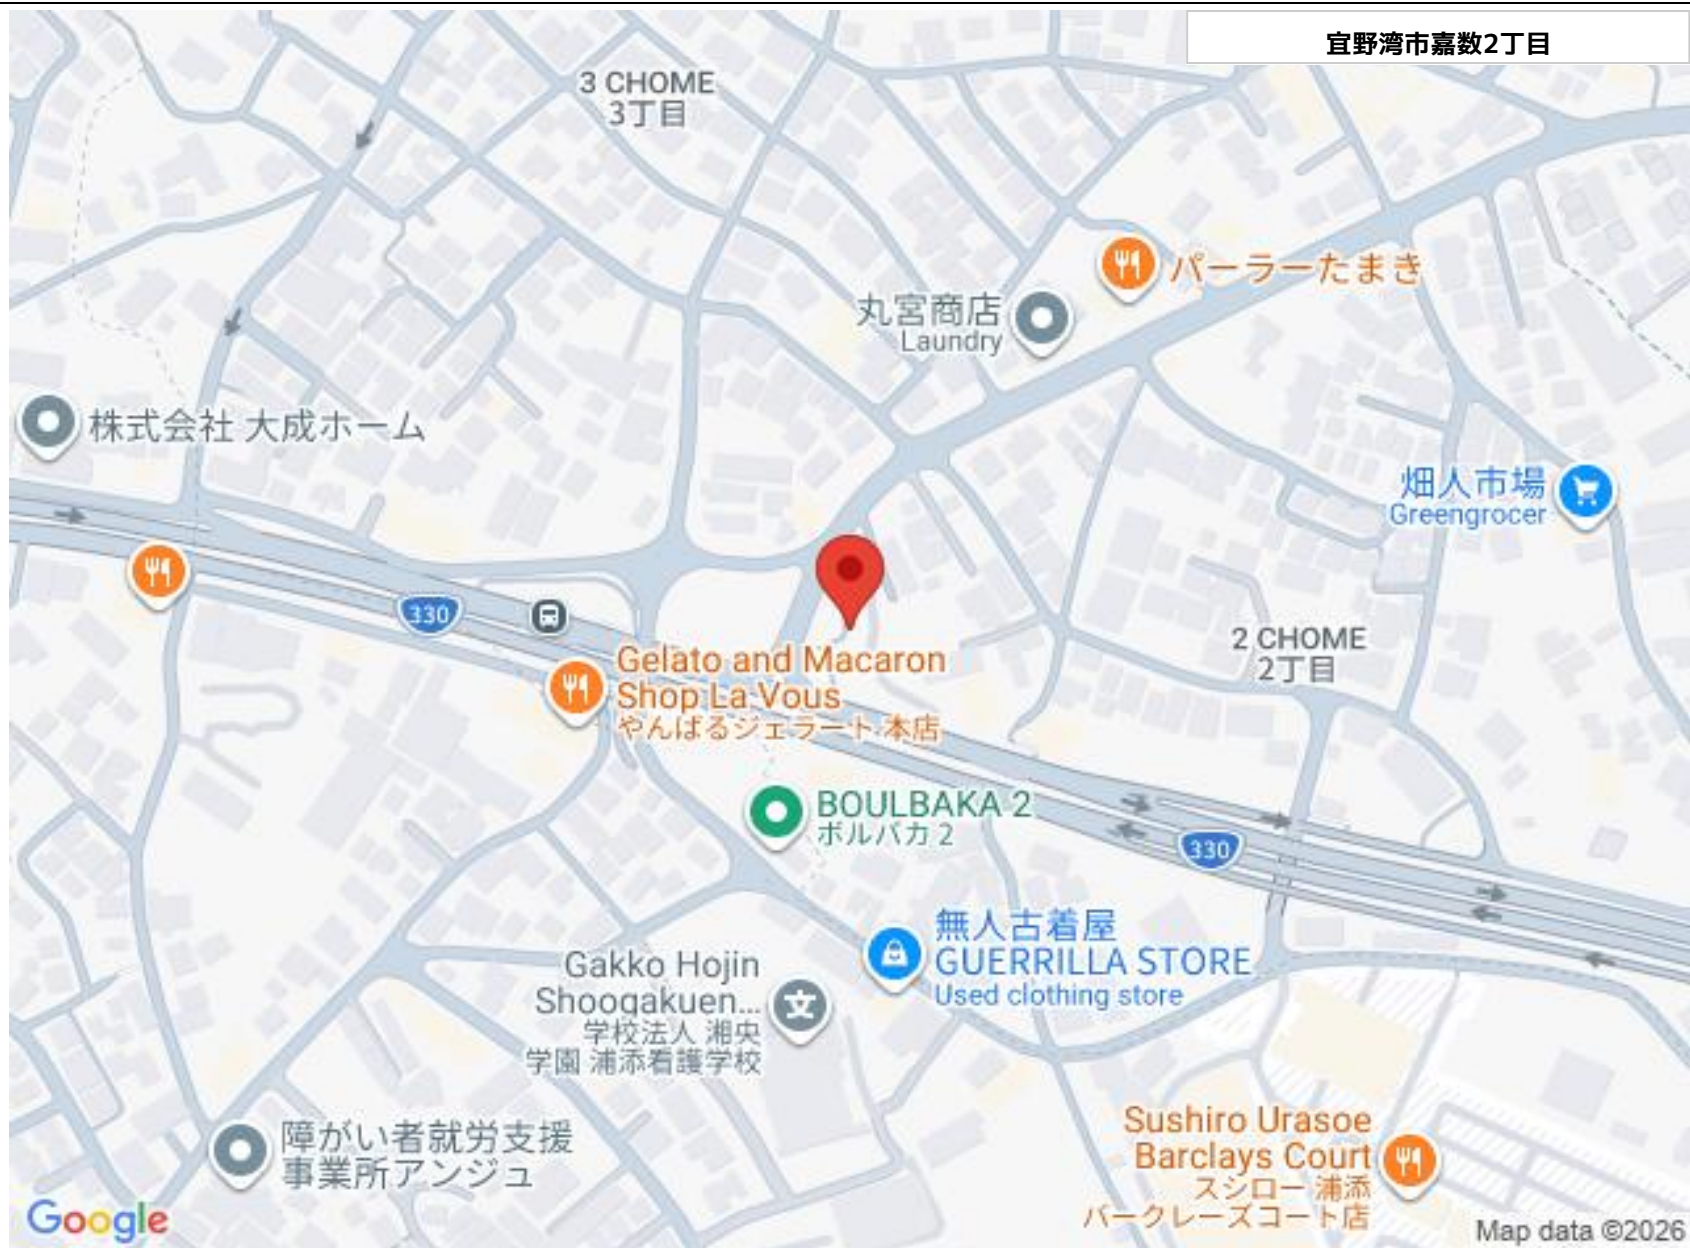 宜野湾市嘉数2丁目
3 CHOME
3丁目
パーラーたまき
丸宮商店
Laundry
株式会社 大成ホーム
畑人市場
Greengrocer
330
2 CHOME
2丁目
Gelato and Macaron
Shop La Vous
やんばるジェラート 本店
BOULBAKA 2
ボルバカ 2
330
無人古着屋
GUERRILLA STORE
Used clothing store
Gakko Hojin
Shoogakuen...
学校法人 湘央
学園 浦添看護学校
文
障がい者就労支援
事業所アンジュ
Sushiro Urasoe
Barclays Court
スシロー 浦添
バークレーズコート店
Google
Map data ©2026